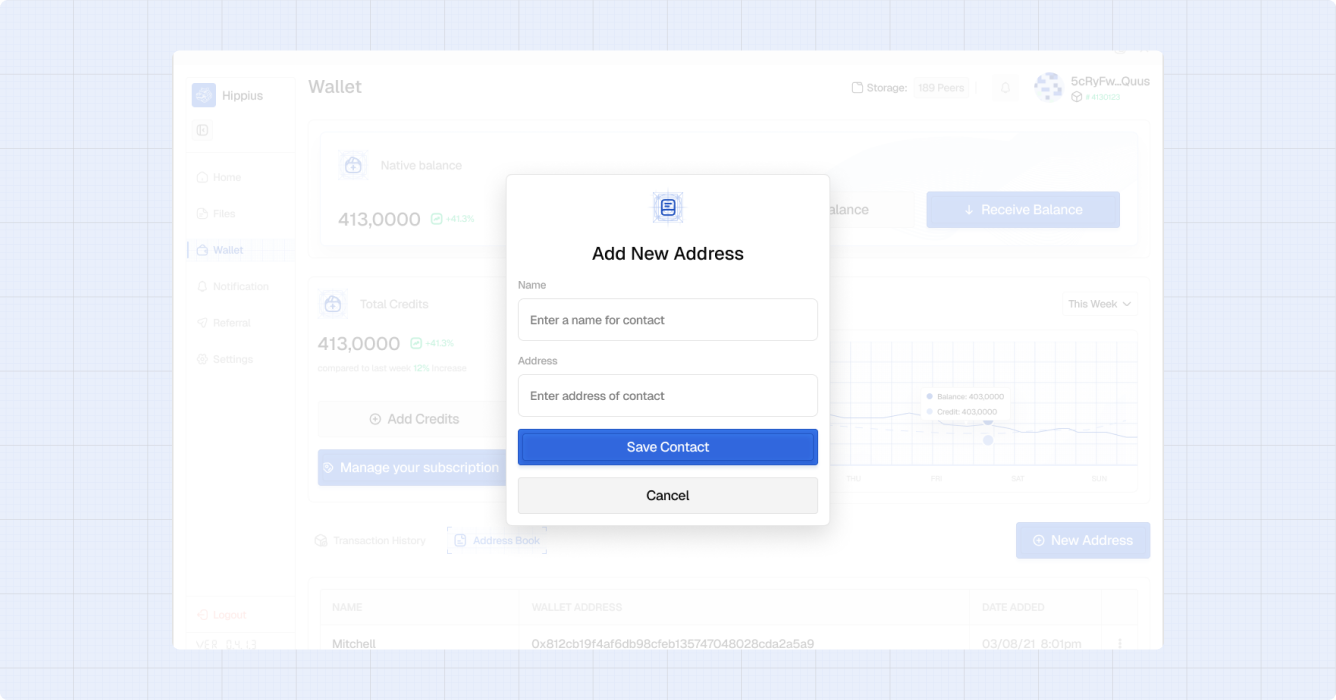 Hippius
Wallet
Storage: 189 Peers
5cRyFw...Quus
# 4130123
Home
Files
Wallet
Notification
Referral
Settings
Logout
VER 0.4.13
Native balance
413,0000 +41.3%
alance
Receive Balance
Total Credits
413,0000 +41.3%
compared to last week 12% increase
Add Credits
Manage your subscription
This Week
Balance: 403,0000
Credit: 403,0000
THU FRI SAT SUN
Add New Address
Name
Enter a name for contact
Address
Enter address of contact
Save Contact
Cancel
Transaction History
Address Book
New Address
NAME WALLET ADDRESS DATE ADDED
Mitchell 0x812cb19f4af6db98cfeb135747048028cda2a5a9 03/08/21 8:01pm